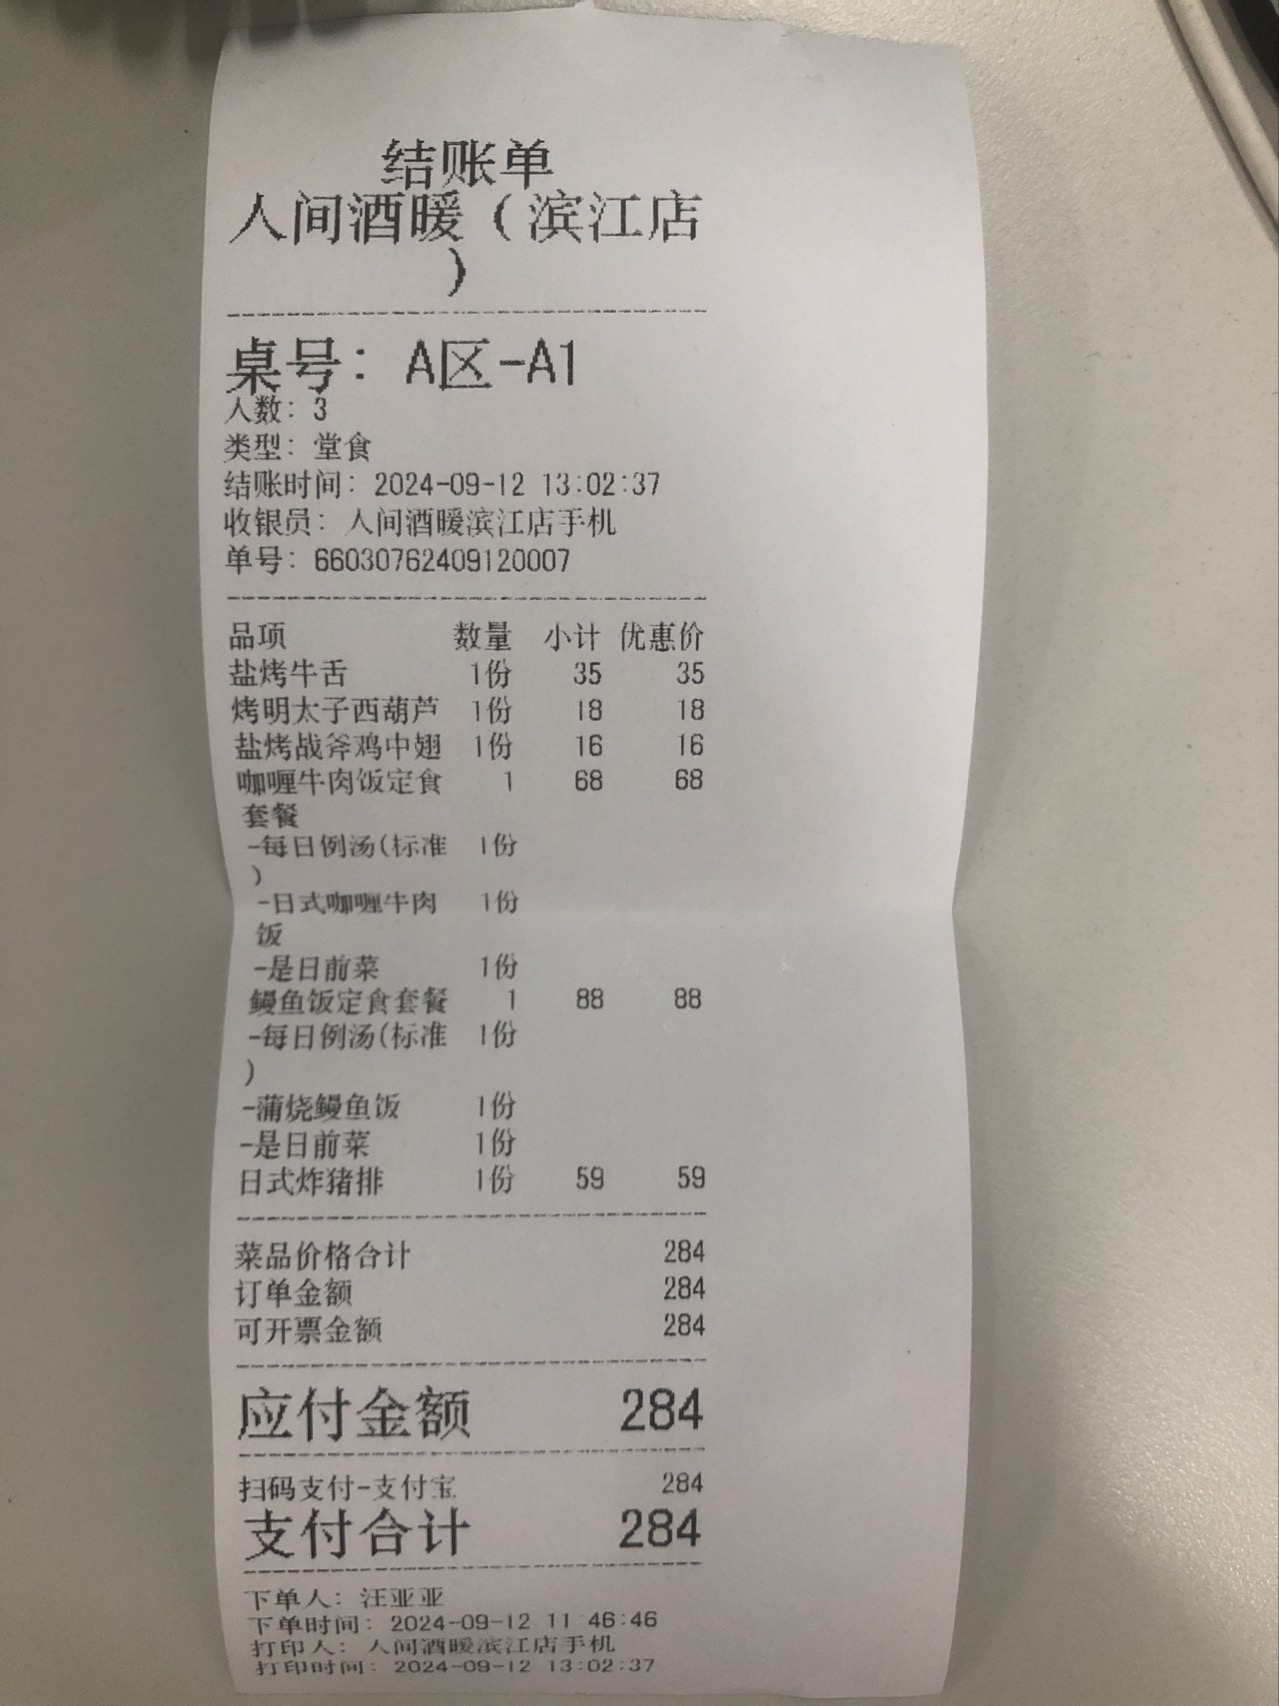 结账单
人间酒暖（滨江店
）
桌号：A区-A1
人数：3
类型：堂食
结账时间：2024-09-12 13:02:37
收银员：人间酒暖滨江店手机
单号：66030762409120007
品项 数量 小计 优惠价
盐烤牛舌 1份 35 35
烤明太子西葫芦 1份 18 18
盐烤战斧鸡中翅 1份 16 16
咖喱牛肉饭定食 1 68 68
套餐
-每日例汤(标准 1份
)
-日式咖喱牛肉 1份
饭
-是日前菜 1份
鳗鱼饭定食套餐 1 88 88
-每日例汤(标准 1份
)
-蒲烧鳗鱼饭 1份
-是日前菜 1份
日式炸猪排 1份 59 59
菜品价格合计 284
订单金额 284
可开票金额 284
应付金额 284
扫码支付-支付宝 284
支付合计 284
下单人：汪亚亚
下单时间：2024-09-12 11:46:46
打印人：人间酒暖滨江店手机
打印时间：2024-09-12 13:02:37